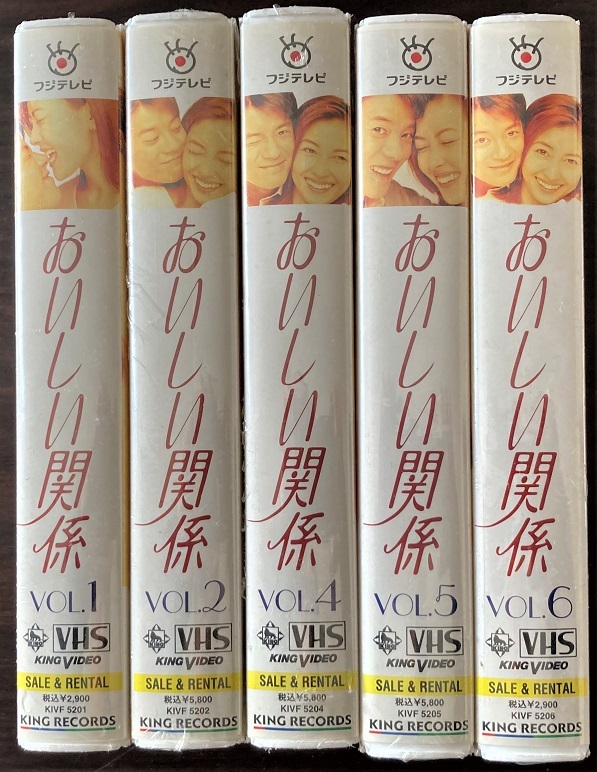 フジテレビ
おいしい関係
VOL.1
King
VHS
KING VIDEO
SALE & RENTAL
税込¥2,900
KIVF 5201
KING RECORDS
フジテレビ
おいしい関係
VOL.2
King
VHS
KING VIDEO
SALE & RENTAL
税込¥5,800
KIVF 5202
KING RECORDS
フジテレビ
おいしい関係
VOL.4
King
VHS
KING VIDEO
SALE & RENTAL
税込¥5,800
KIVF 5204
KING RECORDS
フジテレビ
おいしい関係
VOL.5
King
VHS
KING VIDEO
SALE & RENTAL
税込¥5,800
KIVF 5205
KING RECORDS
フジテレビ
おいしい関係
VOL.6
King
VHS
KING VIDEO
SALE & RENTAL
税込¥2,900
KIVF 5206
KING RECORDS